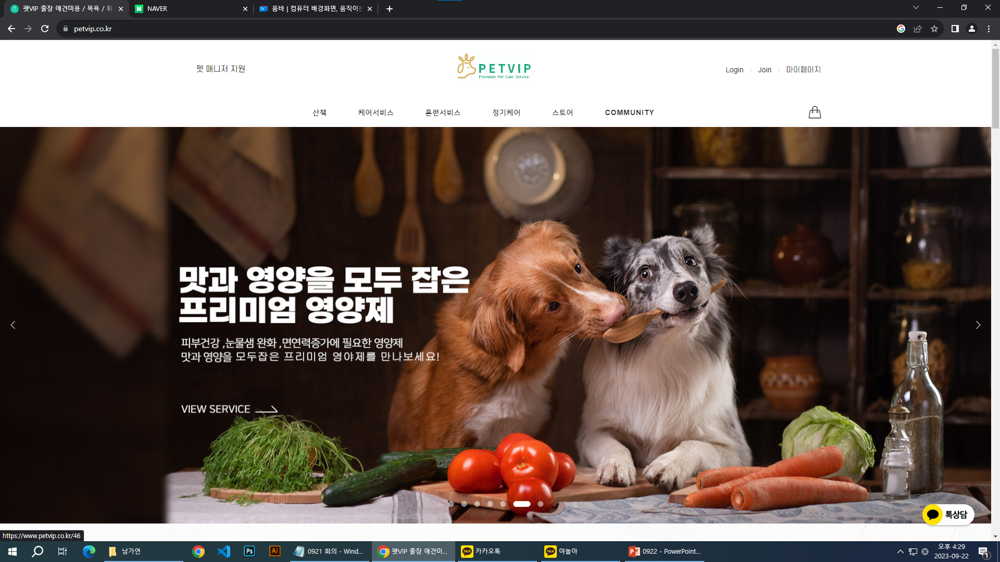 펫VIP 출장 애견미용 / 목욕 / 위
NAVER
움바 | 컴퓨터 배경화면, 움직이는
petvip.co.kr
펫 매니저 지원
PETVIP
Premium Pet Care Service
Login / Join / 마이페이지
산책 케어서비스 훈련서비스 정기케어 스토어 COMMUNITY
맛과 영양을 모두 잡은
프리미엄 영양제
피부건강 ,눈물샘 완화 ,면연력증가에 필요한 영양제
맛과 영양을 모두잡은 프리미엄 영야제를 만나보세요!
VIEW SERVICE
톡상담
https://www.petvip.co.kr/46
남가연
Ps
Ai
0921 회의 - Wind...
펫VIP 출장 애견미...
TALK
카카오톡
TALK
야놀아
0922 - PowerPoint...
오후 4:29
2023-09-22
1